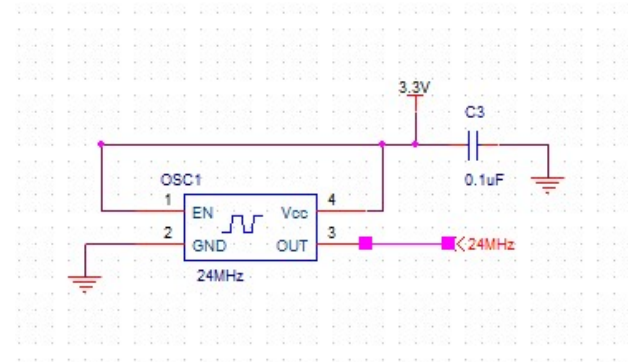 3.3V
C3
0.1uF
OSC1
1 EN Vcc 4
2 GND OUT 3
24MHz
24MHz